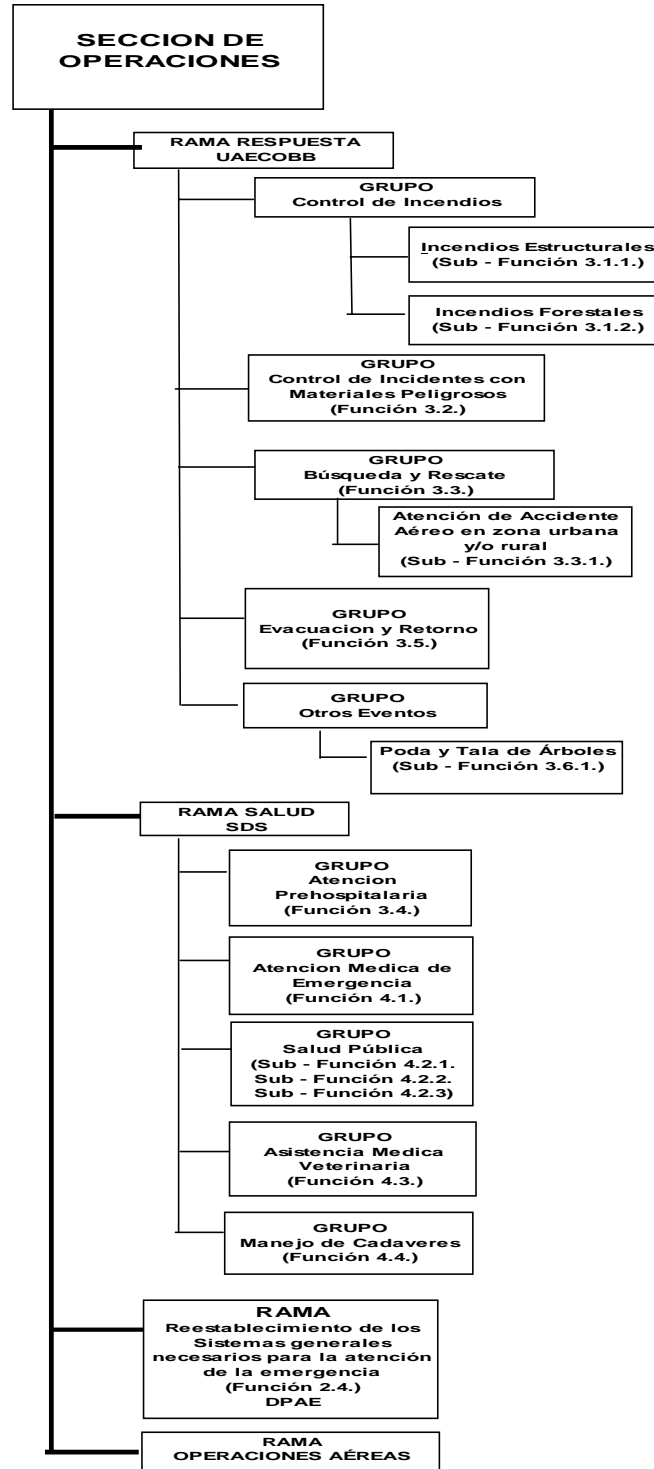 SECCION DE
OPERACIONES
RAMA RESPUESTA
UAECOBB
GRUPO
Control de Incendios
Incendios Estructurales
(Sub - Función 3.1.1.)
Incendios Forestales
(Sub - Función 3.1.2.)
GRUPO
Control de Incidentes con
Materiales Peligrosos
(Función 3.2.)
GRUPO
Búsqueda y Rescate
(Función 3.3.)
Atención de Accidente
Aéreo en zona urbana
y/o rural
(Sub - Función 3.3.1.)
GRUPO
Evacuacion y Retorno
(Función 3.5.)
GRUPO
Otros Eventos
Poda y Tala de Árboles
(Sub - Función 3.6.1.)
RAMA SALUD
SDS
GRUPO
Atencion
Prehospitalaria
(Función 3.4.)
GRUPO
Atencion Medica de
Emergencia
(Función 4.1.)
GRUPO
Salud Pública
(Sub - Función 4.2.1.
Sub - Función 4.2.2.
Sub - Función 4.2.3)
GRUPO
Asistencia Medica
Veterinaria
(Función 4.3.)
GRUPO
Manejo de Cadaveres
(Función 4.4.)
RAMA
Reestablecimiento de los
Sistemas generales
necesarios para la atención
de la emergencia
(Función 2.4.)
DPAE
RAMA
OPERACIONES AÉREAS